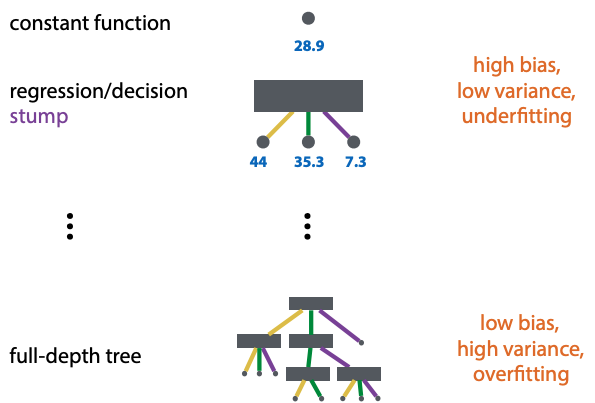 constant function
28.9
regression/decision
stump
high bias,
low variance,
underfitting
44 35.3 7.3
full-depth tree
low bias,
high variance,
overfitting